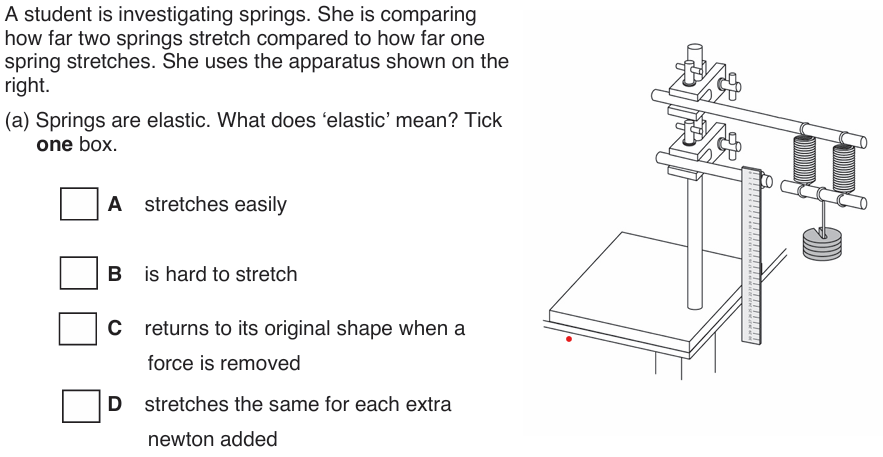 A student is investigating springs. She is comparing
how far two springs stretch compared to how far one
spring stretches. She uses the apparatus shown on the
right.
(a) Springs are elastic. What does ‘elastic’ mean? Tick
one box.
A stretches easily
B is hard to stretch
C returns to its original shape when a
force is removed
D stretches the same for each extra
newton added